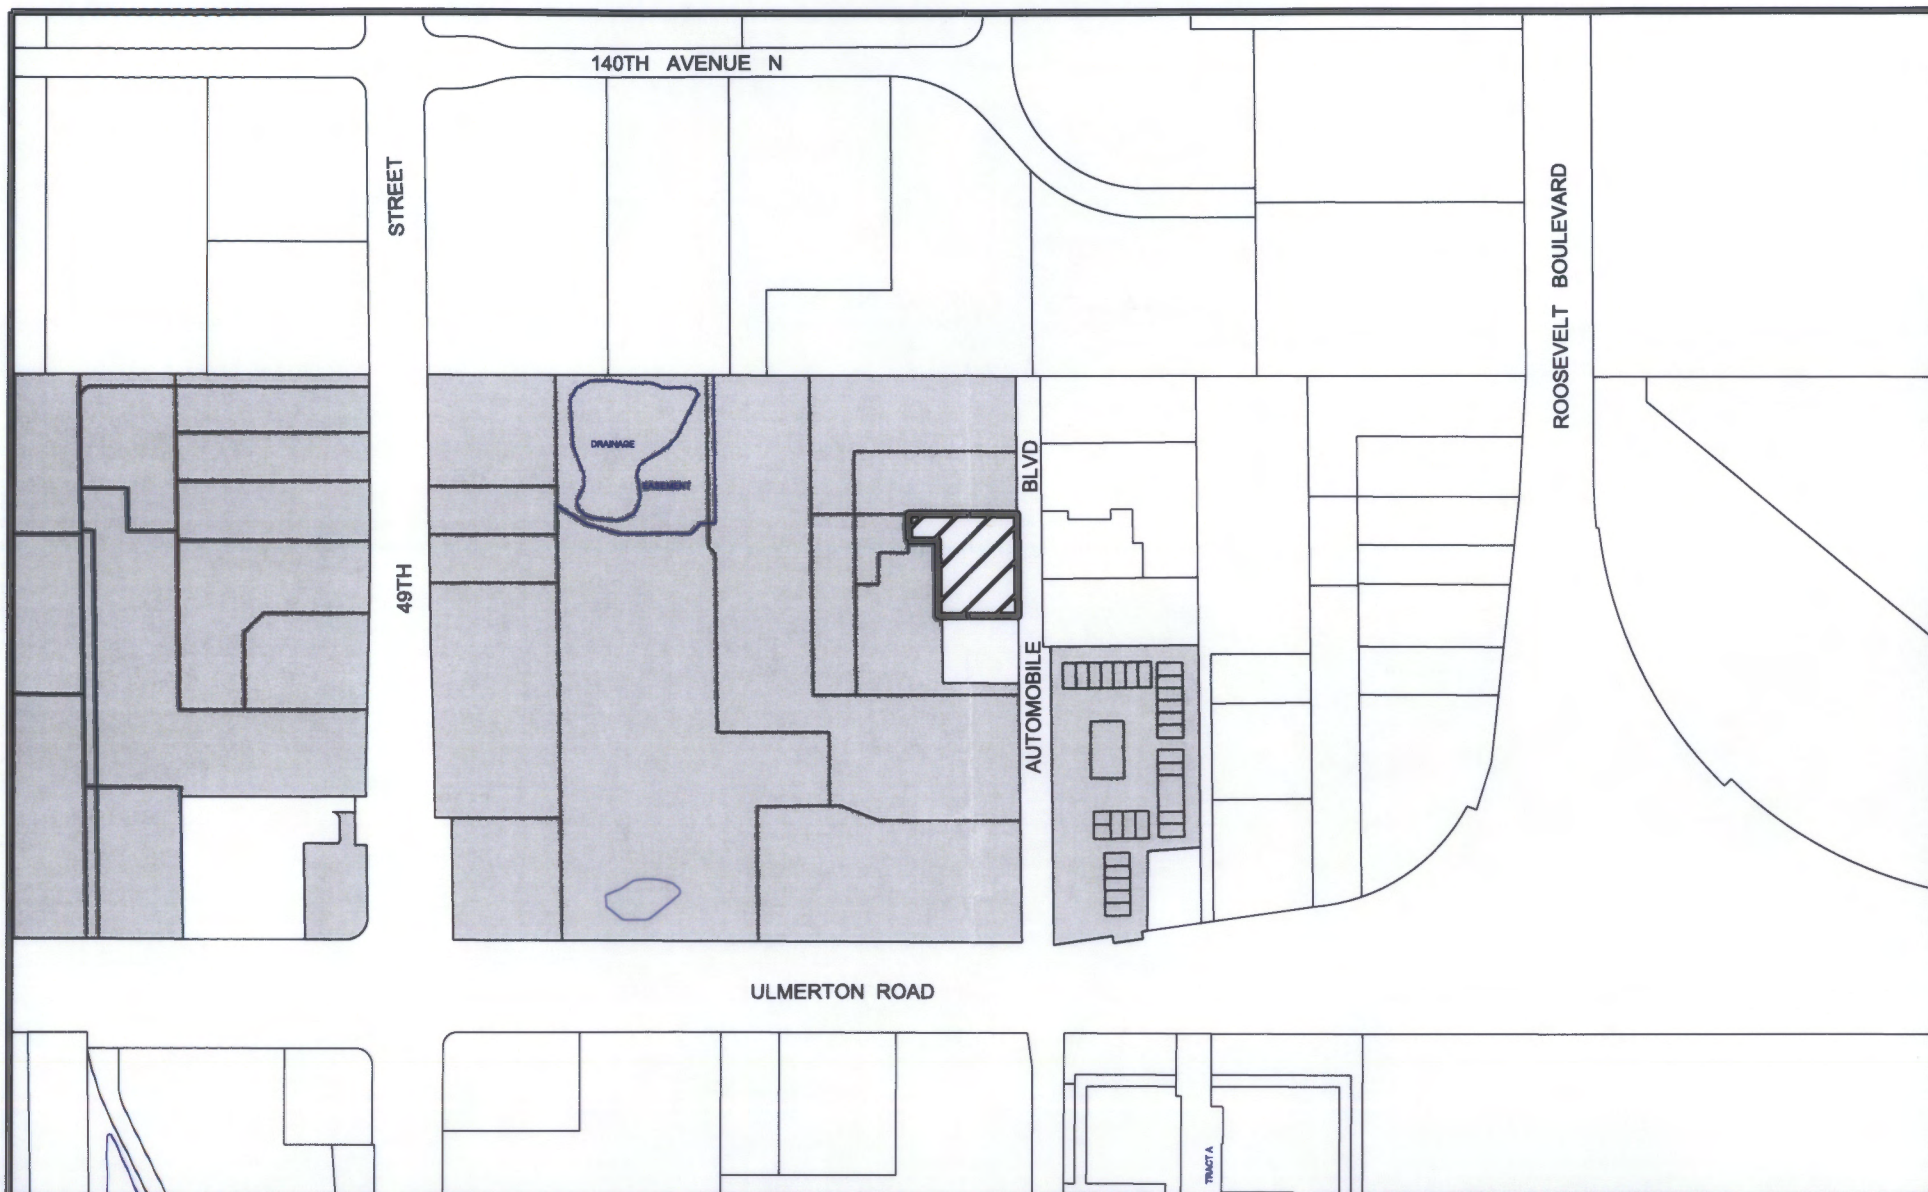 140TH AVENUE N
49TH STREET
ROOSEVELT BOULEVARD
DRAINAGE
EASEMENT
AUTOMOBILE BLVD
ULMERTON ROAD
TRACT A